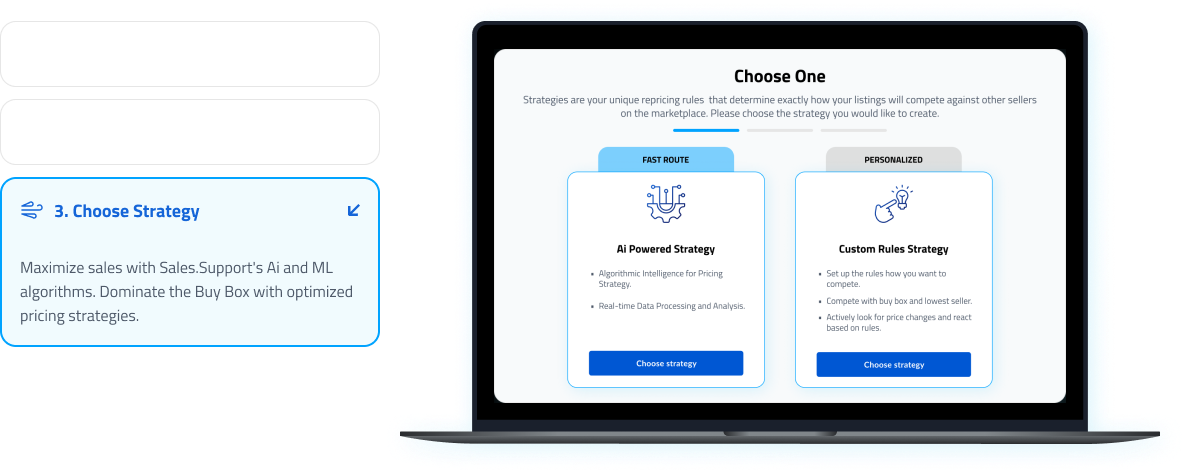 3. Choose Strategy
Maximize sales with Sales.Support's Ai and ML
algorithms. Dominate the Buy Box with optimized
pricing strategies.
Choose One
Strategies are your unique repricing rules  that determine exactly how your listings will compete against other sellers
on the marketplace. Please choose the strategy you would like to create.
FAST ROUTE
Ai Powered Strategy
• Algorithmic Intelligence for Pricing
Strategy.
• Real-time Data Processing and Analysis.
Choose strategy
PERSONALIZED
Custom Rules Strategy
• Set up the rules how you want to
compete.
• Compete with buy box and lowest seller.
• Actively look for price changes and react
based on rules.
Choose strategy